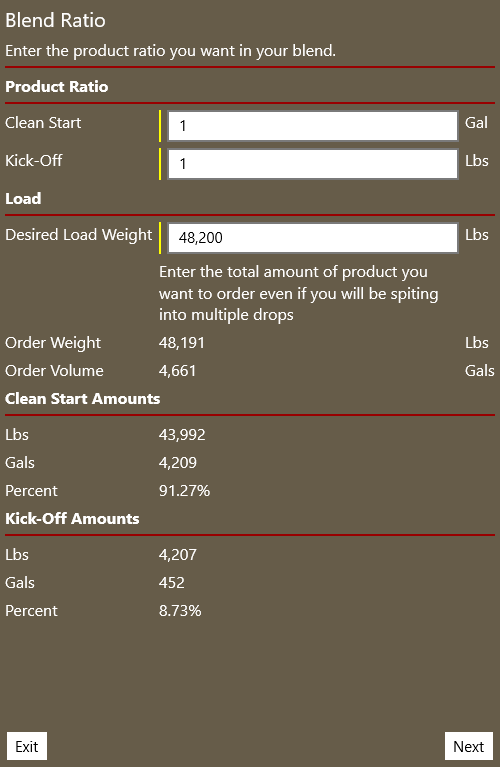 Blend Ratio
Enter the product ratio you want in your blend.
Product Ratio
Clean Start 1 Gal
Kick-Off 1 Lbs
Load
Desired Load Weight 48,200 Lbs
Enter the total amount of product you
want to order even if you will be spiting
into multiple drops
Order Weight 48,191 Lbs
Order Volume 4,661 Gals
Clean Start Amounts
Lbs 43,992
Gals 4,209
Percent 91.27%
Kick-Off Amounts
Lbs 4,207
Gals 452
Percent 8.73%
Exit Next